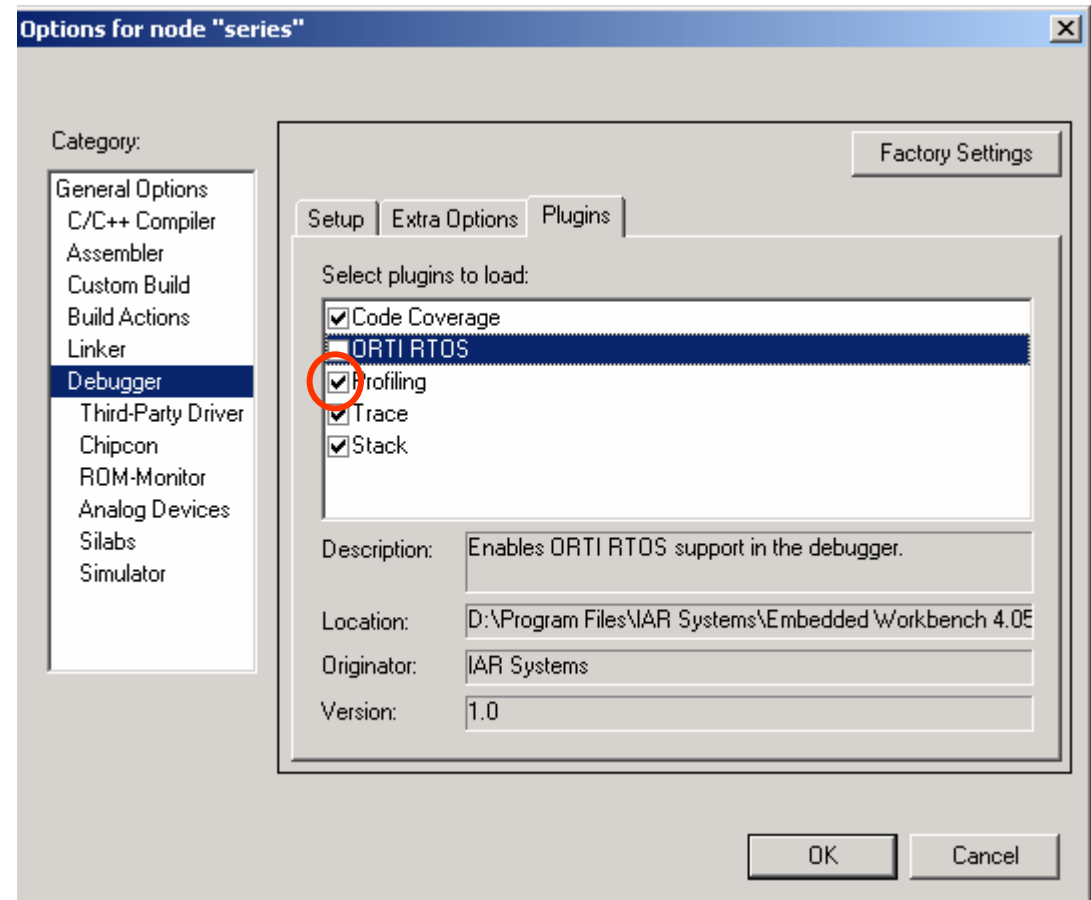 Options for node "series"
Category:
Factory Settings
General Options
C/C++ Compiler
Assembler
Custom Build
Build Actions
Linker
Debugger
Third-Party Driver
Chipcon
ROM-Monitor
Analog Devices
Silabs
Simulator
Setup Extra Options Plugins
Select plugins to load:
Code Coverage
ORTI RTOS
Profiling
Trace
Stack
Description: Enables ORTI RTOS support in the debugger.
Location: D:\Program Files\IAR Systems\Embedded Workbench 4.05
Originator: IAR Systems
Version: 1.0
OK Cancel